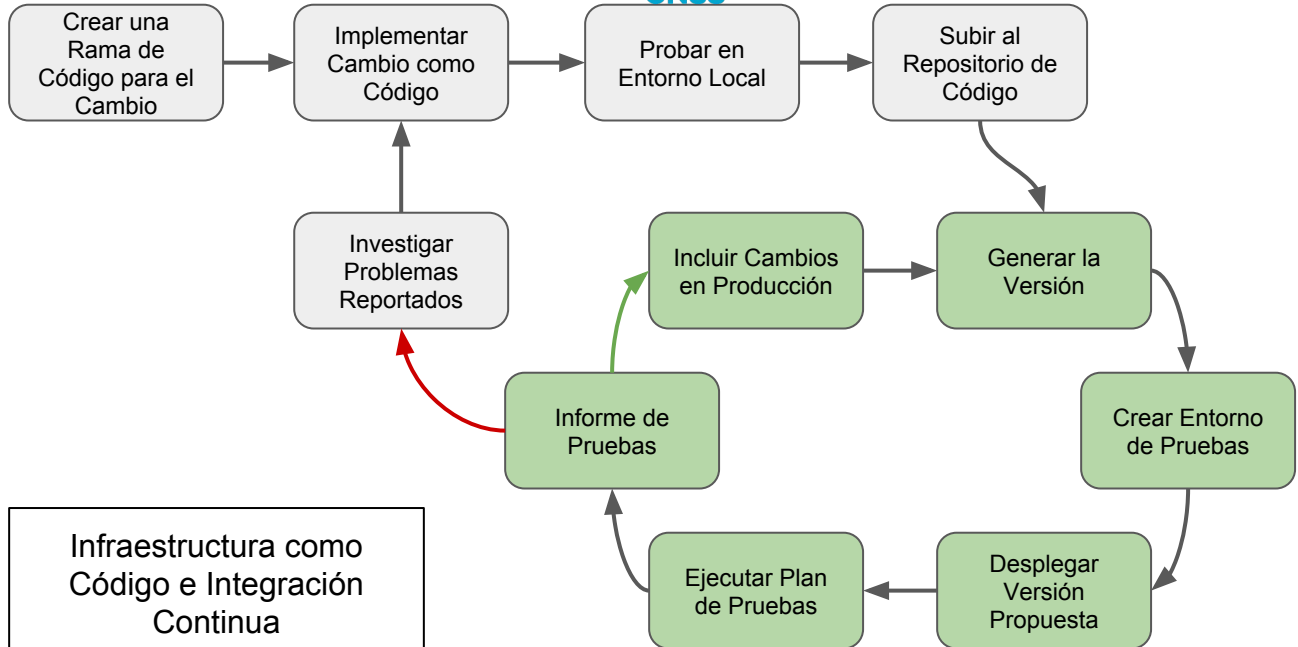 Crear una
Rama de
Código para el
Cambio
Implementar
Cambio como
Código
Probar en
Entorno Local
Subir al
Repositorio de
Código
Investigar
Problemas
Reportados
Incluir Cambios
en Producción
Generar la
Versión
Informe de
Pruebas
Crear Entorno
de Pruebas
Ejecutar Plan
de Pruebas
Desplegar
Versión
Propuesta
Infraestructura como
Código e Integración
Continua